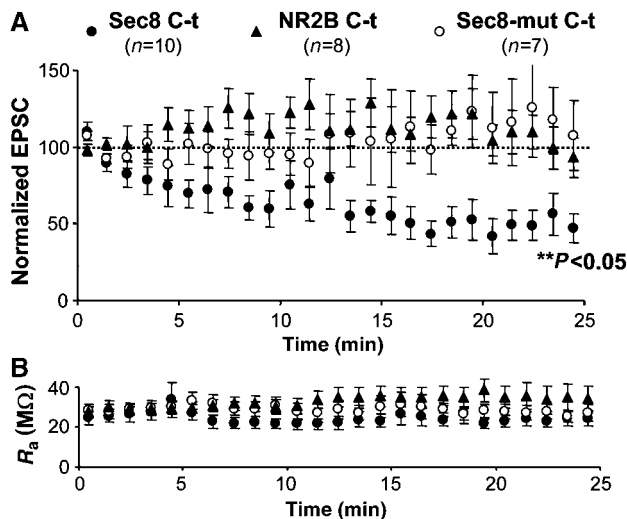 A
Sec8 C-t NR2B C-t Sec8-mut C-t
(n=10) (n=8) (n=7)
Normalized EPSC
150
100
50
0
**P<0.05
0 5 10 15 20 25
Time (min)
B
Ra (MΩ)
40
20
0
0 5 10 15 20 25
Time (min)